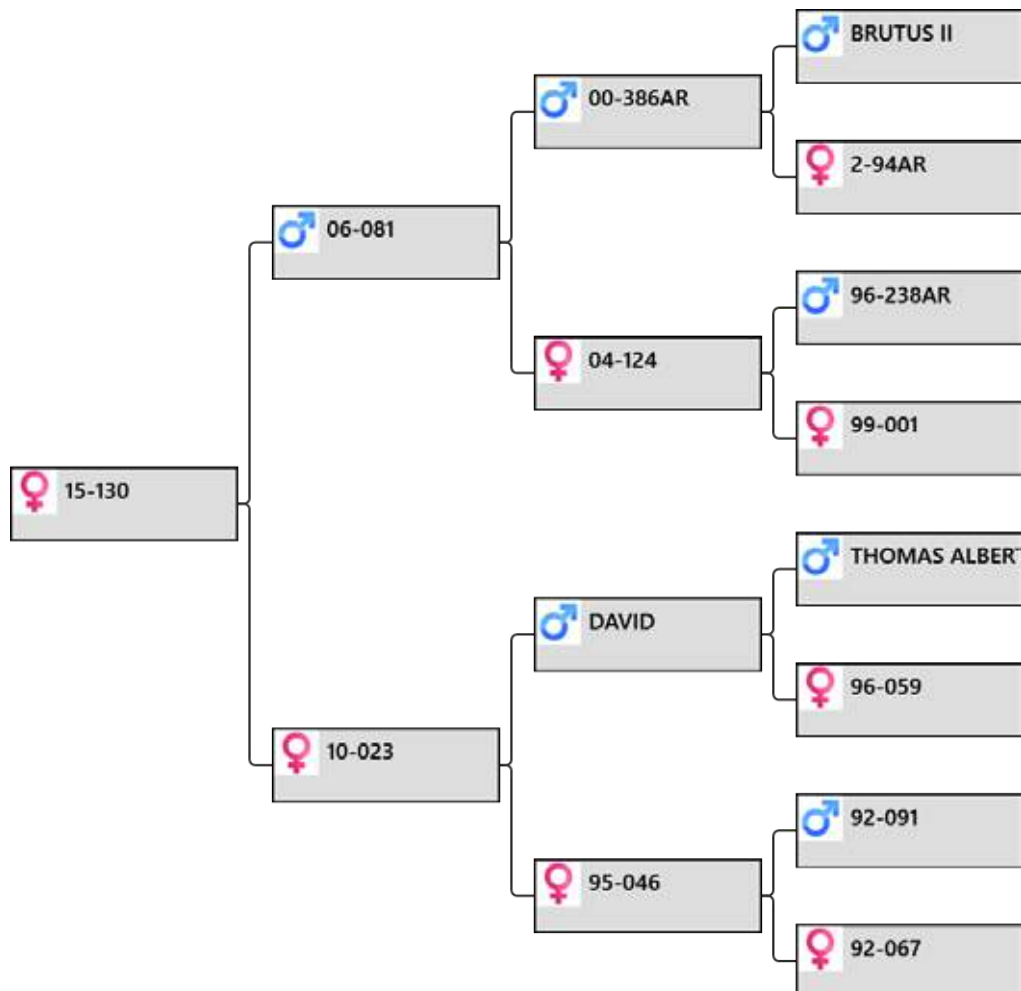 BRUTUS II
00-386AR
2-94AR
06-081
96-238AR
04-124
99-001
15-130
THOMAS ALBERT
DAVID
96-059
10-023
92-091
95-046
92-067